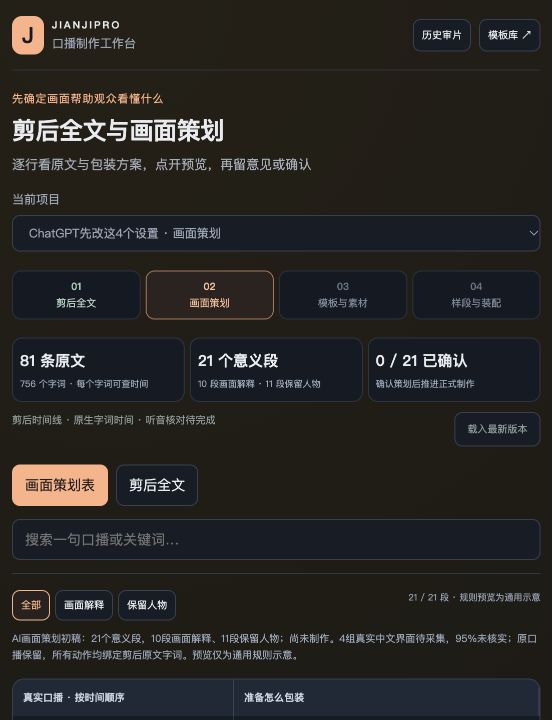 J
JIANJIPRO
口播制作工作台
历史审片
模板库 ↗
先确定画面帮助观众看懂什么
剪后全文与画面策划
逐行看原文与包装方案，点开预览，再留意见或确认
当前项目
ChatGPT先改这4个设置 · 画面策划
01
剪后全文
02
画面策划
03
模板与素材
04
样段与装配
81 条原文
756 个字词 · 每个字词可查时间
21 个意义段
10 段画面解释 · 11 段保留人物
0 / 21 已确认
确认策划后推进正式制作
剪后时间线 · 原生字词时间 · 听音核对待完成
载入最新版本
画面策划表
剪后全文
搜索一句口播或关键词…
全部
画面解释
保留人物
21 / 21 段 · 规则预览为通用示意
AI画面策划初稿：21个意义段，10段画面解释、11段保留人物；尚未制作。4组真实中文界面待采集，95%未核实；原口
播保留，所有动作均绑定剪后原文字词。预览仅为通用规则示意。
真实口播 · 按时间顺序
准备怎么包装